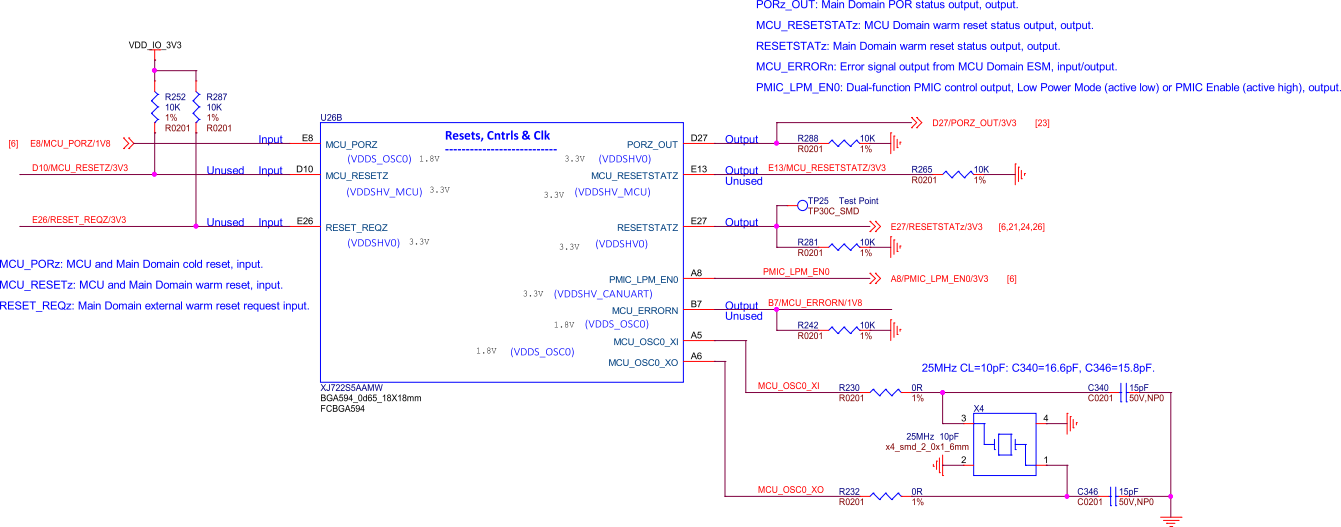 PORz_OUT: Main Domain POR status output, output.
MCU_RESETSTATz: MCU Domain warm reset status output, output.
RESETSTATz: Main Domain warm reset status output, output.
MCU_ERRORn: Error signal output from MCU Domain ESM, input/output.
PMIC_LPM_EN0: Dual-function PMIC control output, Low Power Mode (active low) or PMIC Enable (active high), output.
VDD_IO_3V3
R252
10K
1%
R0201
R287
10K
1%
R0201
[6] E8/MCU_PORZ/1V8 Input E8
D10/MCU_RESETZ/3V3 Unused Input D10
E26/RESET_REQZ/3V3 Unused Input E26
MCU_PORz: MCU and Main Domain cold reset, input.
MCU_RESETz: MCU and Main Domain warm reset, input.
RESET_REQz: Main Domain external warm reset request input.
U26B
Resets, Cntrls & Clk
MCU_PORZ
(VDDS_OSC0) 1.8V
MCU_RESETZ
(VDDSHV_MCU) 3.3V
RESET_REQZ
(VDDSHV0) 3.3V
PORZ_OUT
3.3V (VDDSHV0)
MCU_RESETSTATZ
3.3V (VDDSHV_MCU)
RESETSTATZ
3.3V (VDDSHV0)
PMIC_LPM_EN0
3.3V (VDDSHV_CANUART)
MCU_ERRORN
1.8V (VDDS_OSC0)
MCU_OSC0_XI
1.8V (VDDS_OSC0)
MCU_OSC0_XO
XJ722S5AAMW
BGA594_0d65_18X18mm
FCBGA594
D27 Output D27/PORZ_OUT/3V3 [23]
R288 10K
R0201 1%
E13 Output E13/MCU_RESETSTATZ/3V3
Unused
R265 10K
R0201 1%
TP25 Test Point
TP30C_SMD
E27 Output E27/RESETSTATz/3V3 [6,21,24,26]
R281 10K
R0201 1%
A8 PMIC_LPM_EN0 A8/PMIC_LPM_EN0/3V3 [6]
B7 Output B7/MCU_ERRORN/1V8
Unused
R242 10K
R0201 1%
A5
A6
25MHz CL=10pF: C340=16.6pF, C346=15.8pF.
MCU_OSC0_XI R230 0R
R0201 1%
C340 15pF
C0201 50V,NP0
X4
3 4
25MHz 10pF
x4_smd_2_0x1_6mm
2 1
MCU_OSC0_XO R232 0R
R0201 1%
C346 15pF
C0201 50V,NP0